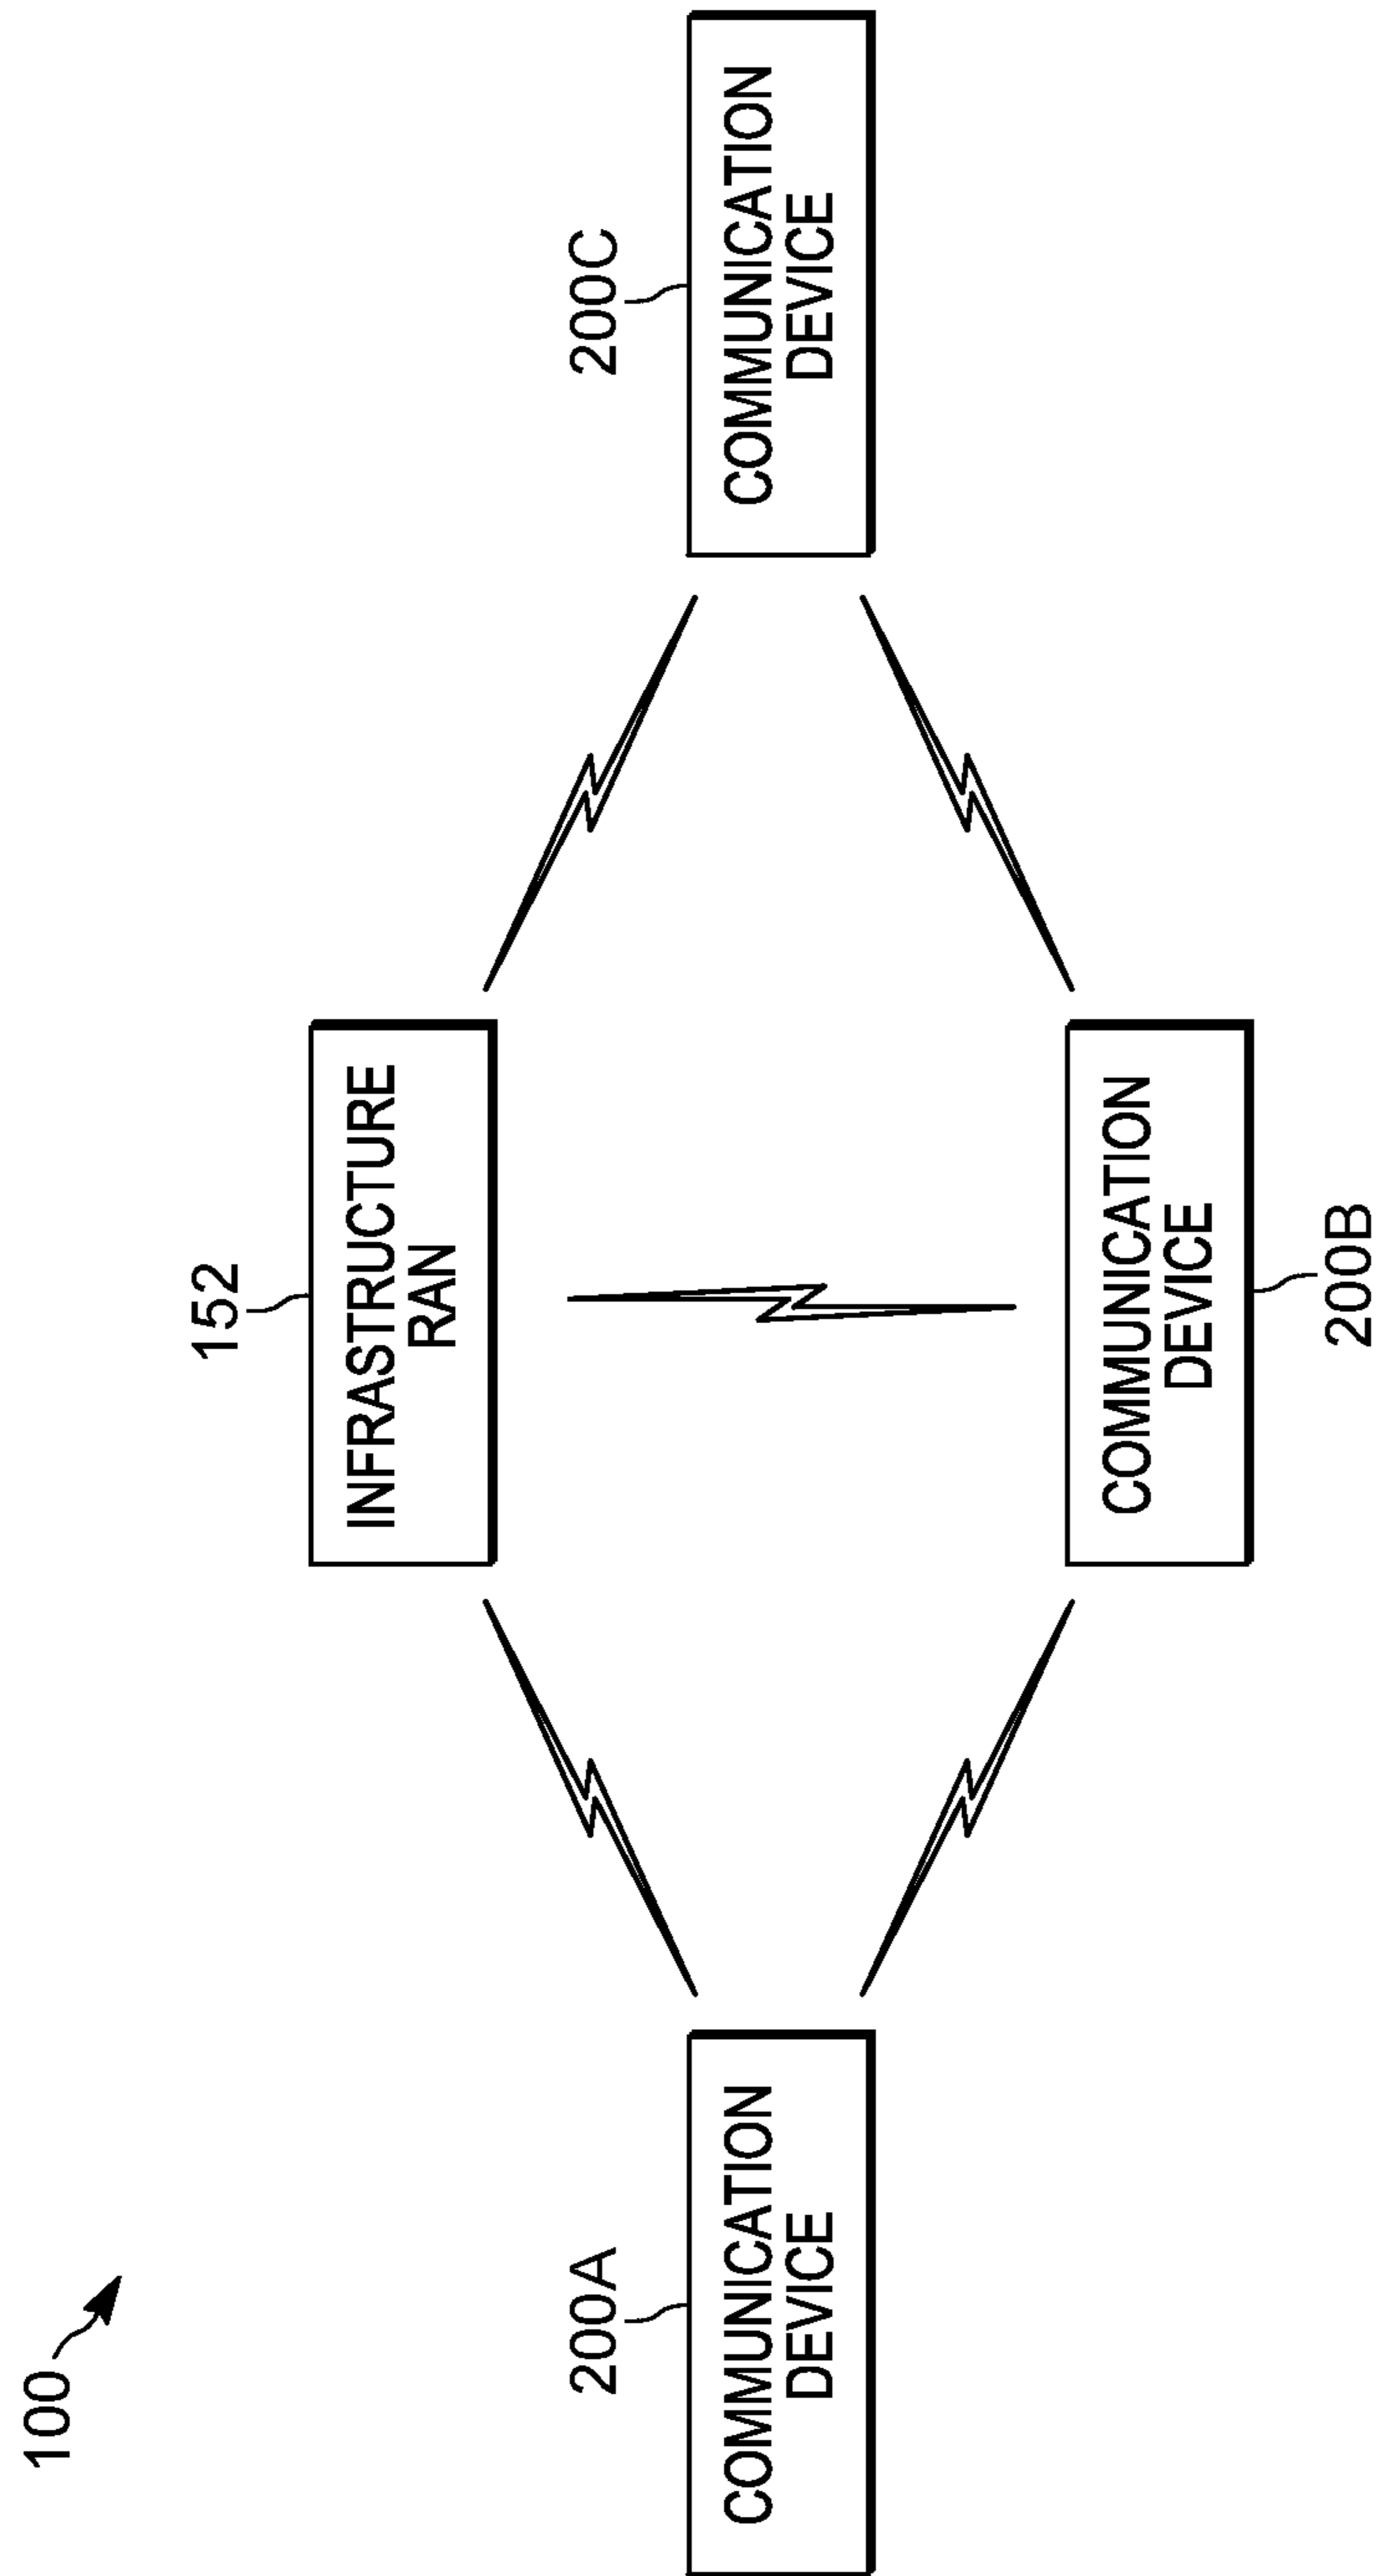 100
152
INFRASTRUCTURE
RAN
200A
COMMUNICATION
DEVICE
200C
COMMUNICATION
DEVICE
COMMUNICATION
DEVICE
200B